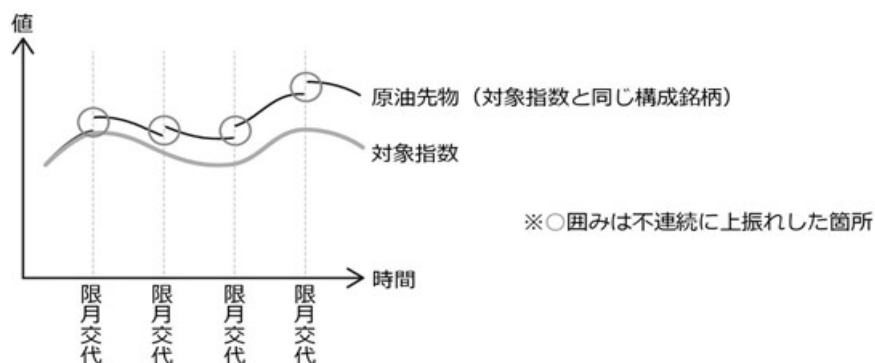 値
原油先物（対象指数と同じ構成銘柄）
対象指数
※○囲みは不連続に上振れした箇所
時間
限月交代
限月交代
限月交代
限月交代